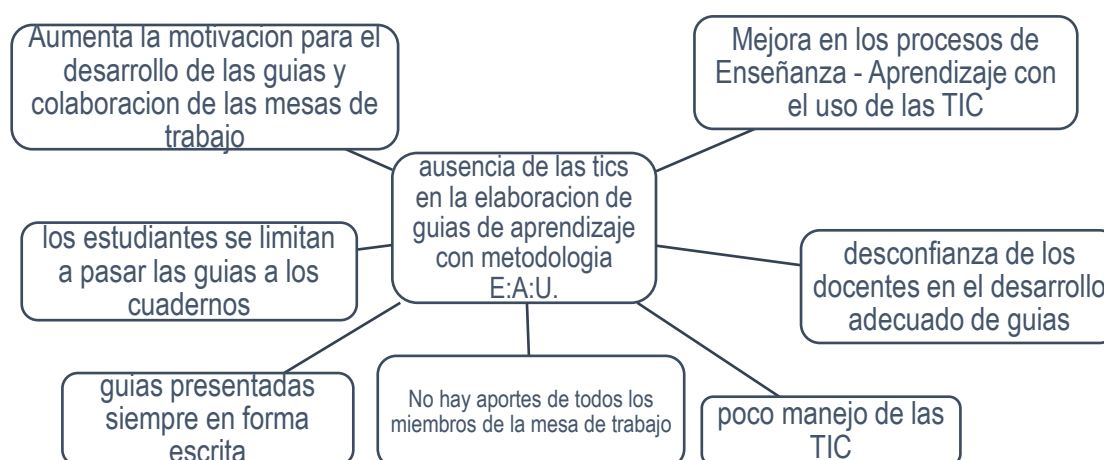 Aumenta la motivacion para el
desarrollo de las guias y
colaboracion de las mesas de
trabajo
Mejora en los procesos de
Enseñanza - Aprendizaje con
el uso de las TIC
ausencia de las tics
en la elaboracion de
guias de aprendizaje
con metodologia
E:A:U.
los estudiantes se limitan
a pasar las guias a los
cuadernos
desconfianza de los
docentes en el desarrollo
adecuado de guias
guias presentadas
siempre en forma
escrita
No hay aportes de todos los
miembros de la mesa de trabajo
poco manejo de las
TIC